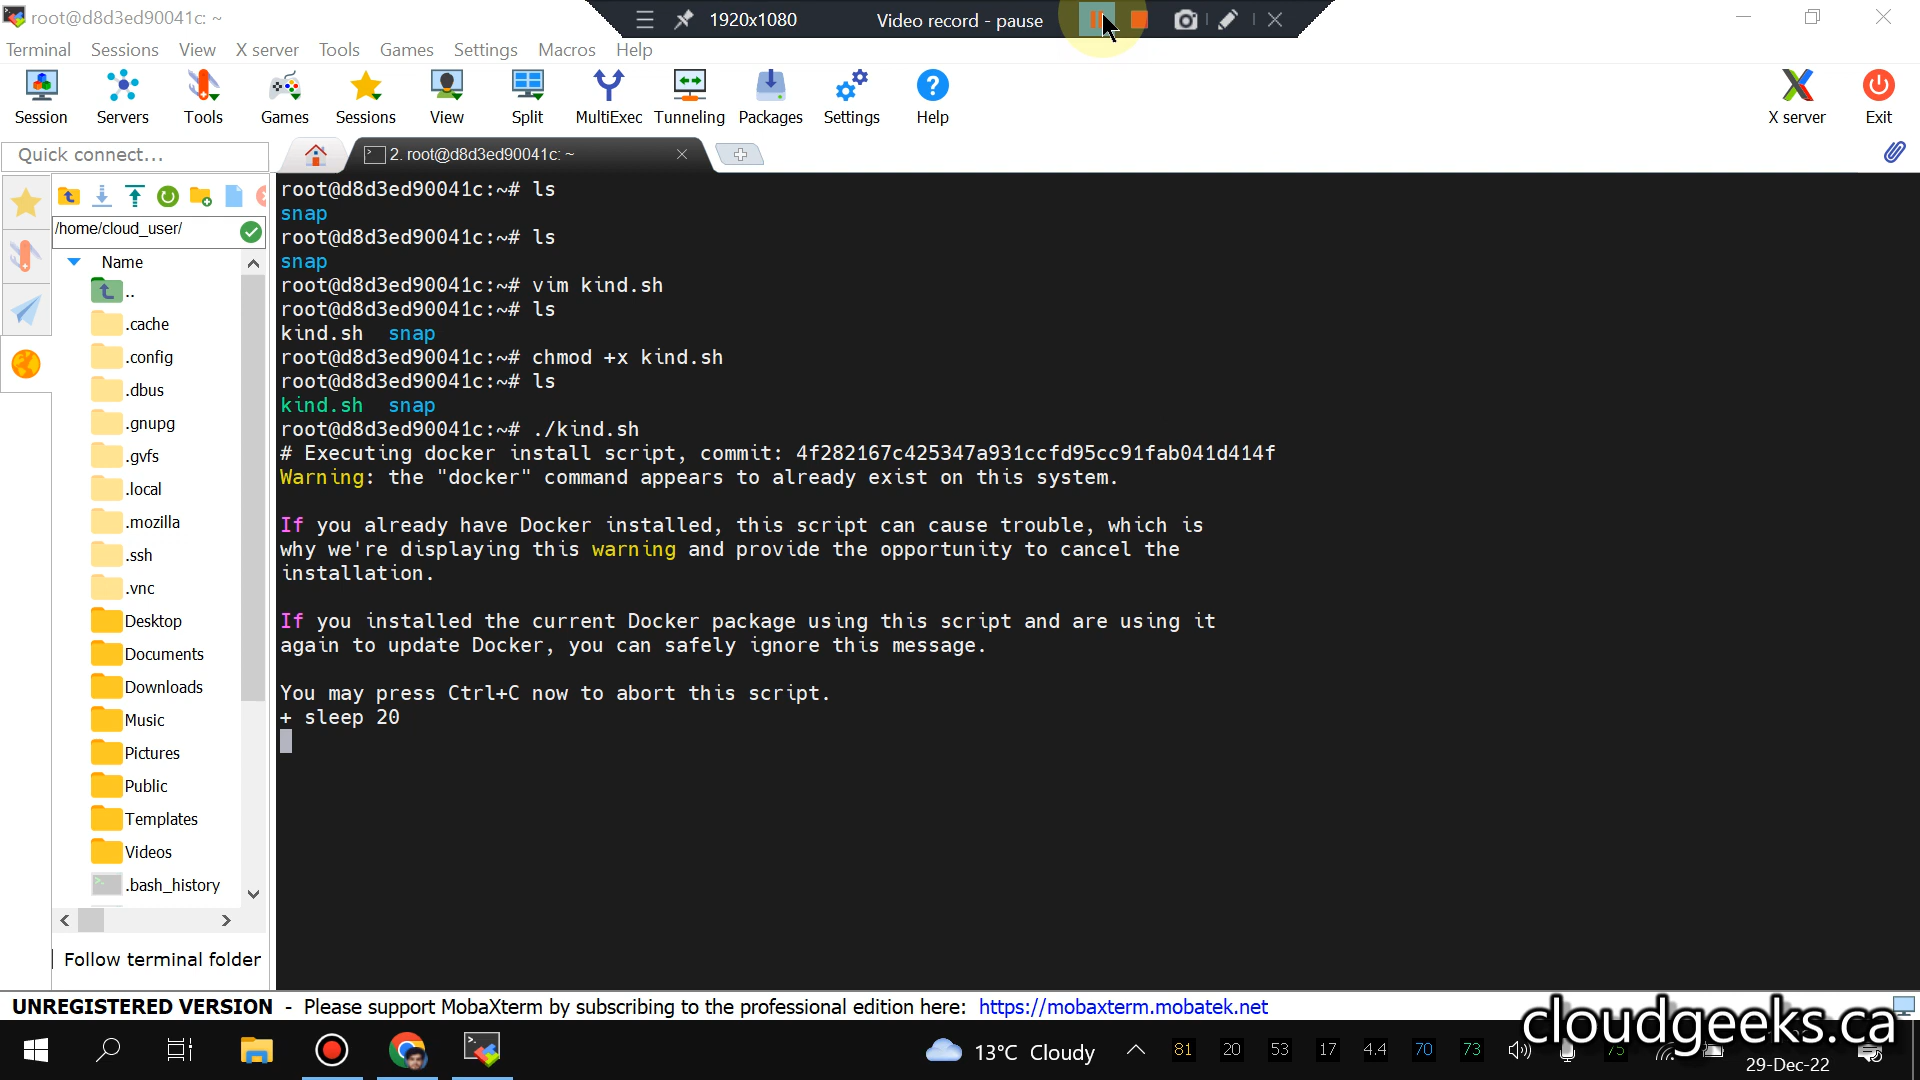 root@d8d3ed90041c: ~
1920x1080
Video record - pause
Terminal Sessions View X server Tools Games Settings Macros Help
Session Servers Tools Games Sessions View Split MultiExec Tunneling Packages Settings Help X server Exit
Quick connect...
2. root@d8d3ed90041c: ~
/home/cloud_user/
Name
..
.cache
.config
.dbus
.gnupg
.gvfs
.local
.mozilla
.ssh
.vnc
Desktop
Documents
Downloads
Music
Pictures
Public
Templates
Videos
.bash_history
Follow terminal folder
root@d8d3ed90041c:~# ls
snap
root@d8d3ed90041c:~# ls
snap
root@d8d3ed90041c:~# vim kind.sh
root@d8d3ed90041c:~# ls
kind.sh snap
root@d8d3ed90041c:~# chmod +x kind.sh
root@d8d3ed90041c:~# ls
kind.sh snap
root@d8d3ed90041c:~# ./kind.sh
# Executing docker install script, commit: 4f282167c425347a931ccfd95cc91fab041d414f
Warning: the "docker" command appears to already exist on this system.
If you already have Docker installed, this script can cause trouble, which is
why we're displaying this warning and provide the opportunity to cancel the
installation.
If you installed the current Docker package using this script and are using it
again to update Docker, you can safely ignore this message.
You may press Ctrl+C now to abort this script.
+ sleep 20
UNREGISTERED VERSION - Please support MobaXterm by subscribing to the professional edition here: https://mobaxterm.mobatek.net
cloudgeeks.ca
13°C Cloudy
81 20 53 17 4.4 70 73 75
29-Dec-22